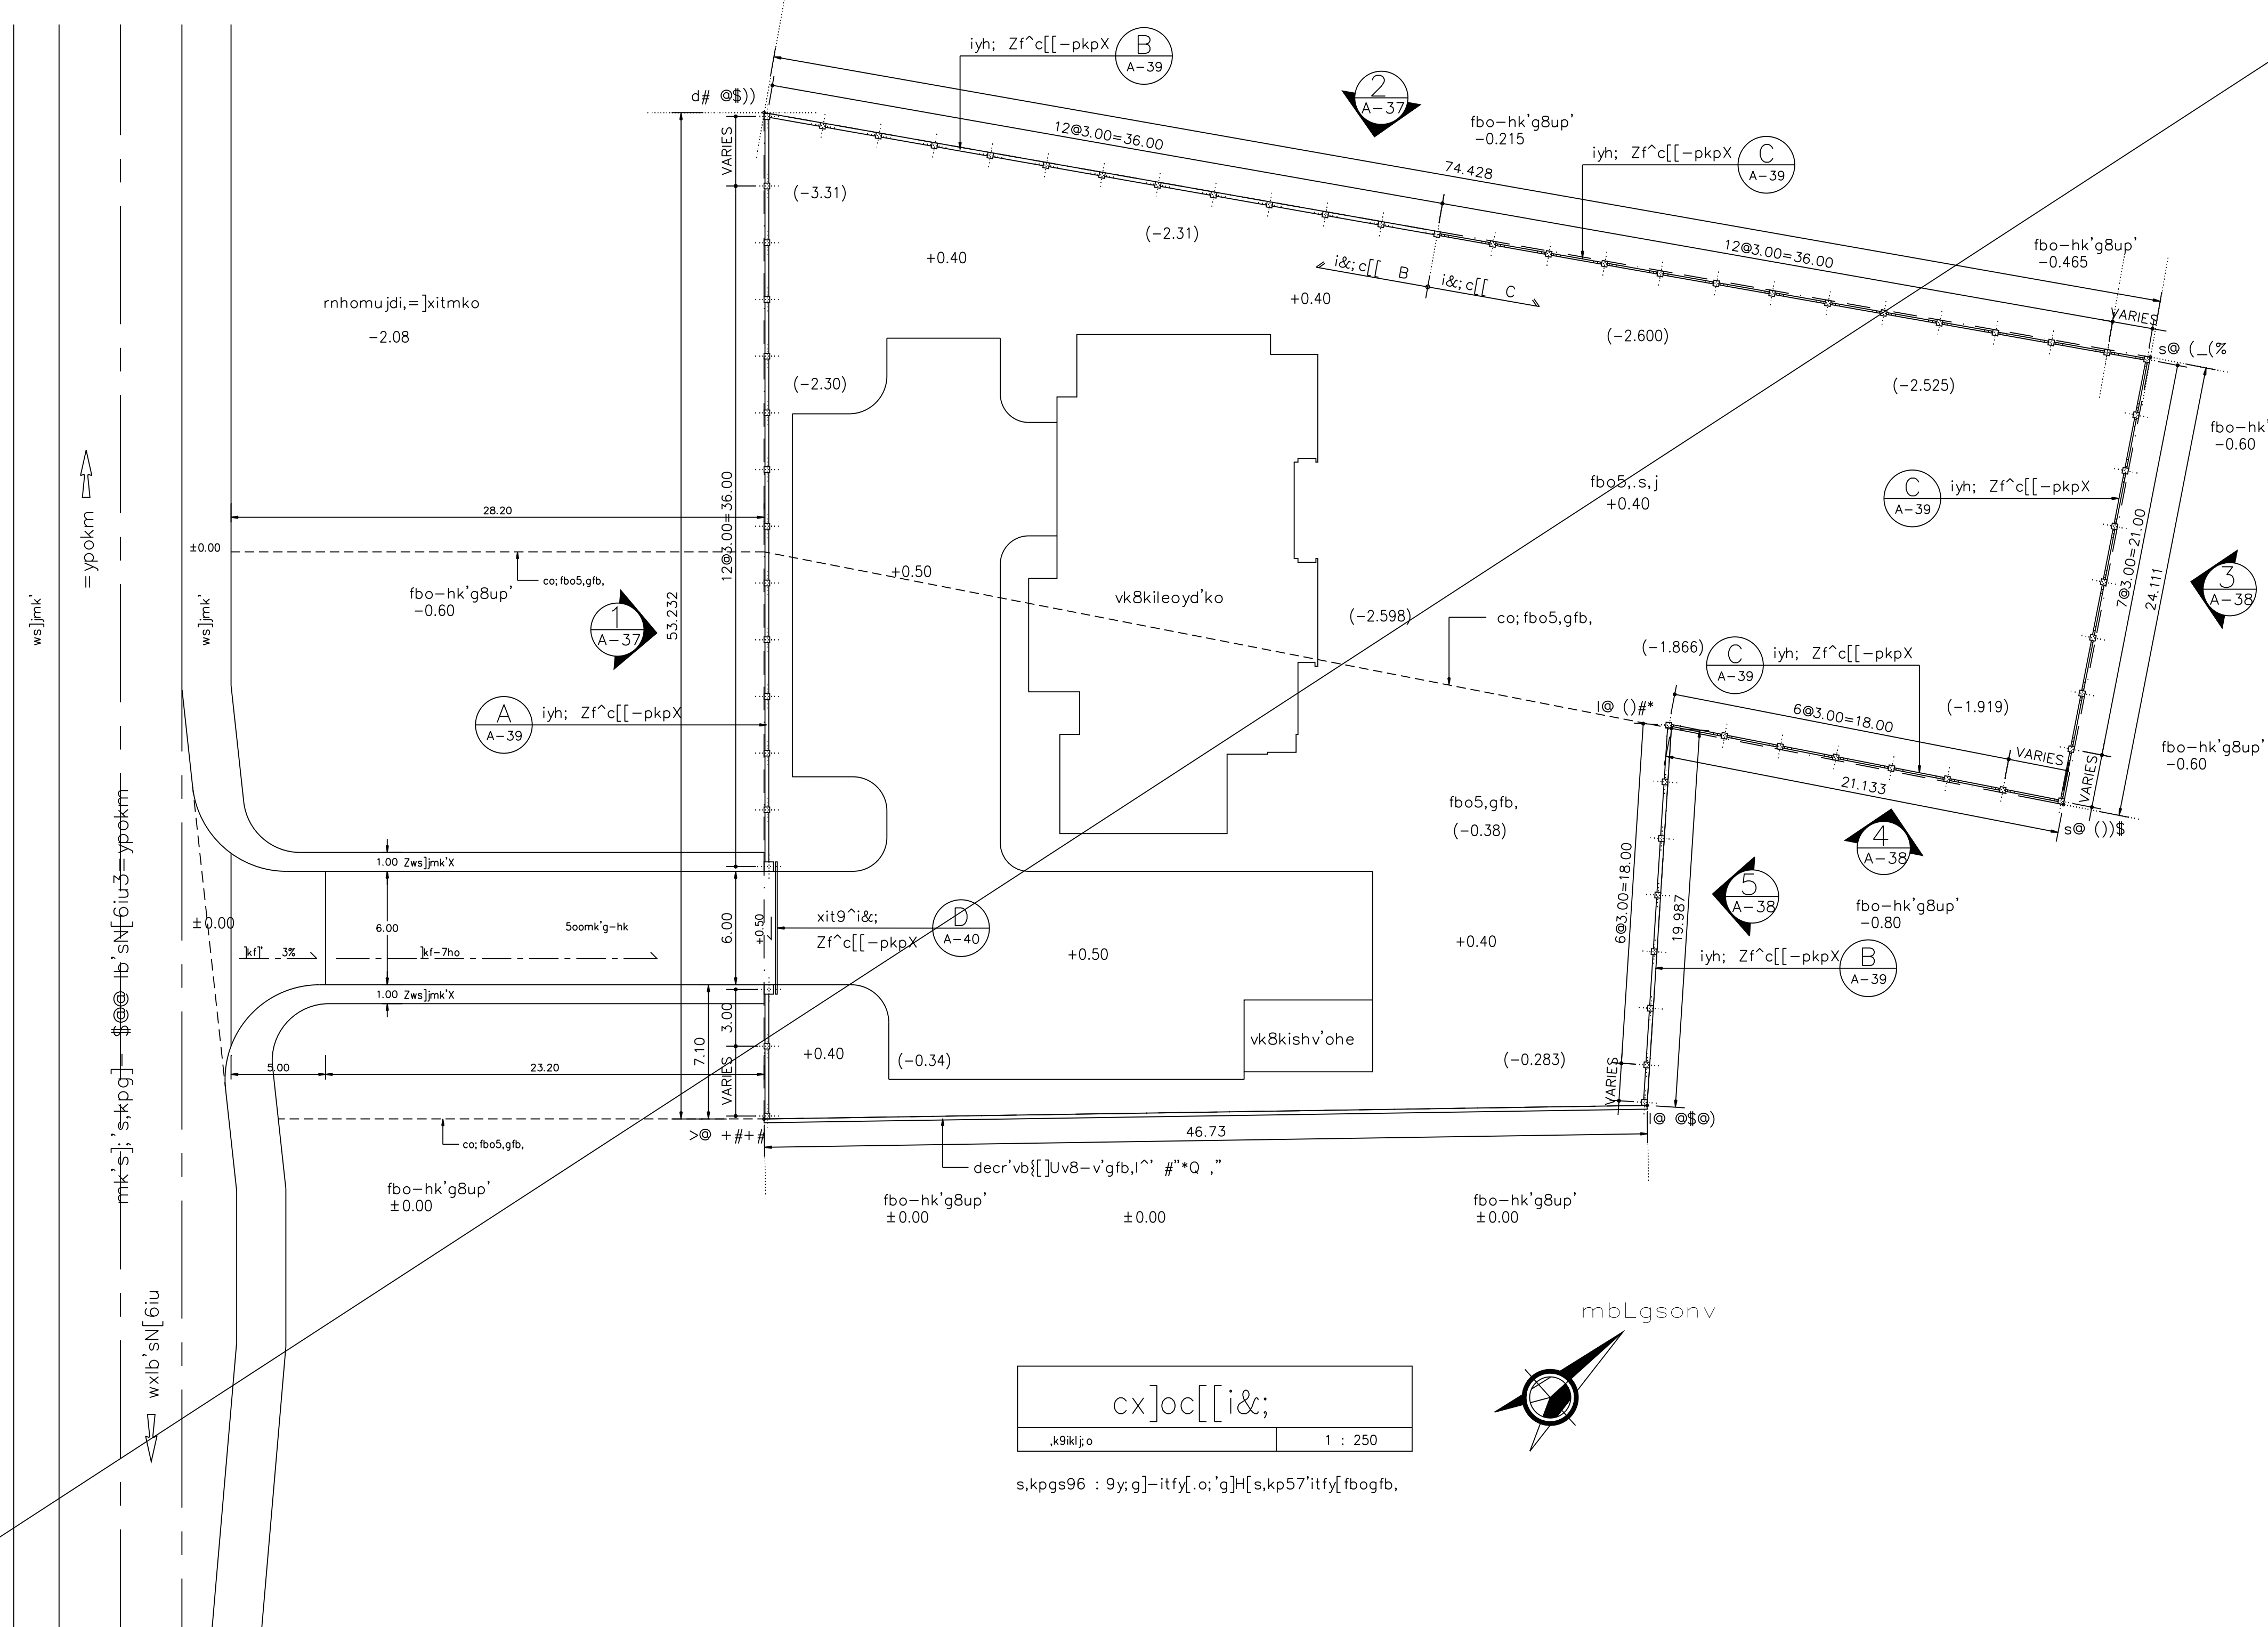 iyh; Zf^c[[-pkpX
B
A-39
d# @$))
2
A-37
fbo-hk'g8up'
-0.215
12@3.00=36.00
74.428
iyh; Zf^c[[-pkpX
C
A-39
VARIES
(-3.31)
(-2.31)
+0.40
12@3.00=36.00
fbo-hk'g8up'
-0.465
i&;c[[ B
i&;c[[ C
+0.40
rnhomujdi,=]xitmko
-2.08
VARIES
s@ (_(%
(-2.600)
(-2.30)
(-2.525)
fbo-hk'
-0.60
= ypokm
12@3.00=36.00
fbo5,.s,j
+0.40
C
A-39
iyh; Zf^c[[-pkpX
28.20
±0.00
co;fbo5,gfb,
+0.50
7@3.00=21.00
24.111
3
A-38
ws]jmk'
ws]jmk'
fbo-hk'g8up'
-0.60
1
A-37
53.232
vk8kileoyd'ko
(-2.598)
co;fbo5,gfb,
(-1.866)
C
A-39
iyh; Zf^c[[-pkpX
A
A-39
iyh; Zf^c[[-pkpX
l@ ()#*
6@3.00=18.00
(-1.919)
VARIES
VARIES
fbo-hk'g8up'
-0.60
21.133
fbo5,gfb,
(-0.38)
s@ ())$
4
A-38
1.00 Zws]jmk'X
6@3.00=18.00
19.987
5
A-38
fbo-hk'g8up'
-0.80
±0.00
6.00
5oomk'g-hk
6.00
+0.50
xit9^i&;
Zf^c[[-pkpX
D
A-40
]kf]' 3%
]kf-7ho
+0.50
+0.40
iyh; Zf^c[[-pkpX
B
A-39
mk's];'s,kpg]- $@@ lb'sN[6iu3=ypokm
1.00 Zws]jmk'X
3.00
7.10
VARIES
+0.40
(-0.34)
vk8kishv'ohe
(-0.283)
VARIES
5.00
23.20
>@ +#+#
46.73
l@ @$@)
co;fbo5,gfb,
decr'vb{[]Uv8-v'gfb,l^' #"*Q ,"
fbo-hk'g8up'
±0.00
fbo-hk'g8up'
±0.00
±0.00
fbo-hk'g8up'
±0.00
wxlb'sN[6iu
mbLgsonv
cx]oc[[i&;
,k9iklj;o
1 : 250
s,kpgs96 : 9y;g]-itfy[.o;'g]H[s,kp57'itfy[fbogfb,